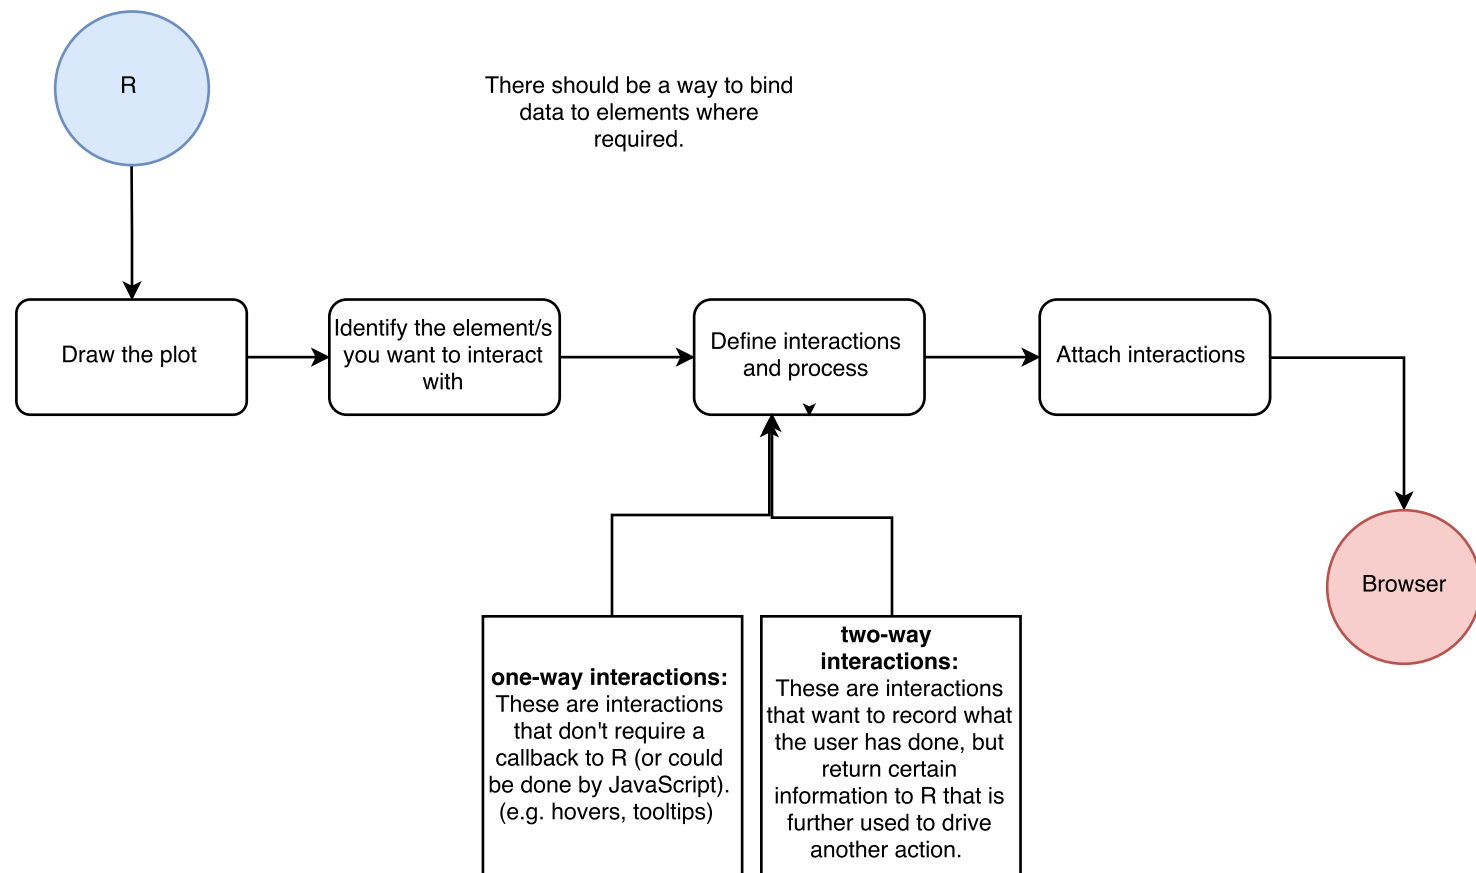 R
There should be a way to bind
data to elements where
required.
Draw the plot
Identify the element/s
you want to interact
with
Define interactions
and process
Attach interactions
Browser
one-way interactions:
These are interactions
that don't require a
callback to R (or could
be done by JavaScript).
(e.g. hovers, tooltips)
two-way
interactions:
These are interactions
that want to record what
the user has done, but
return certain
information to R that is
further used to drive
another action.